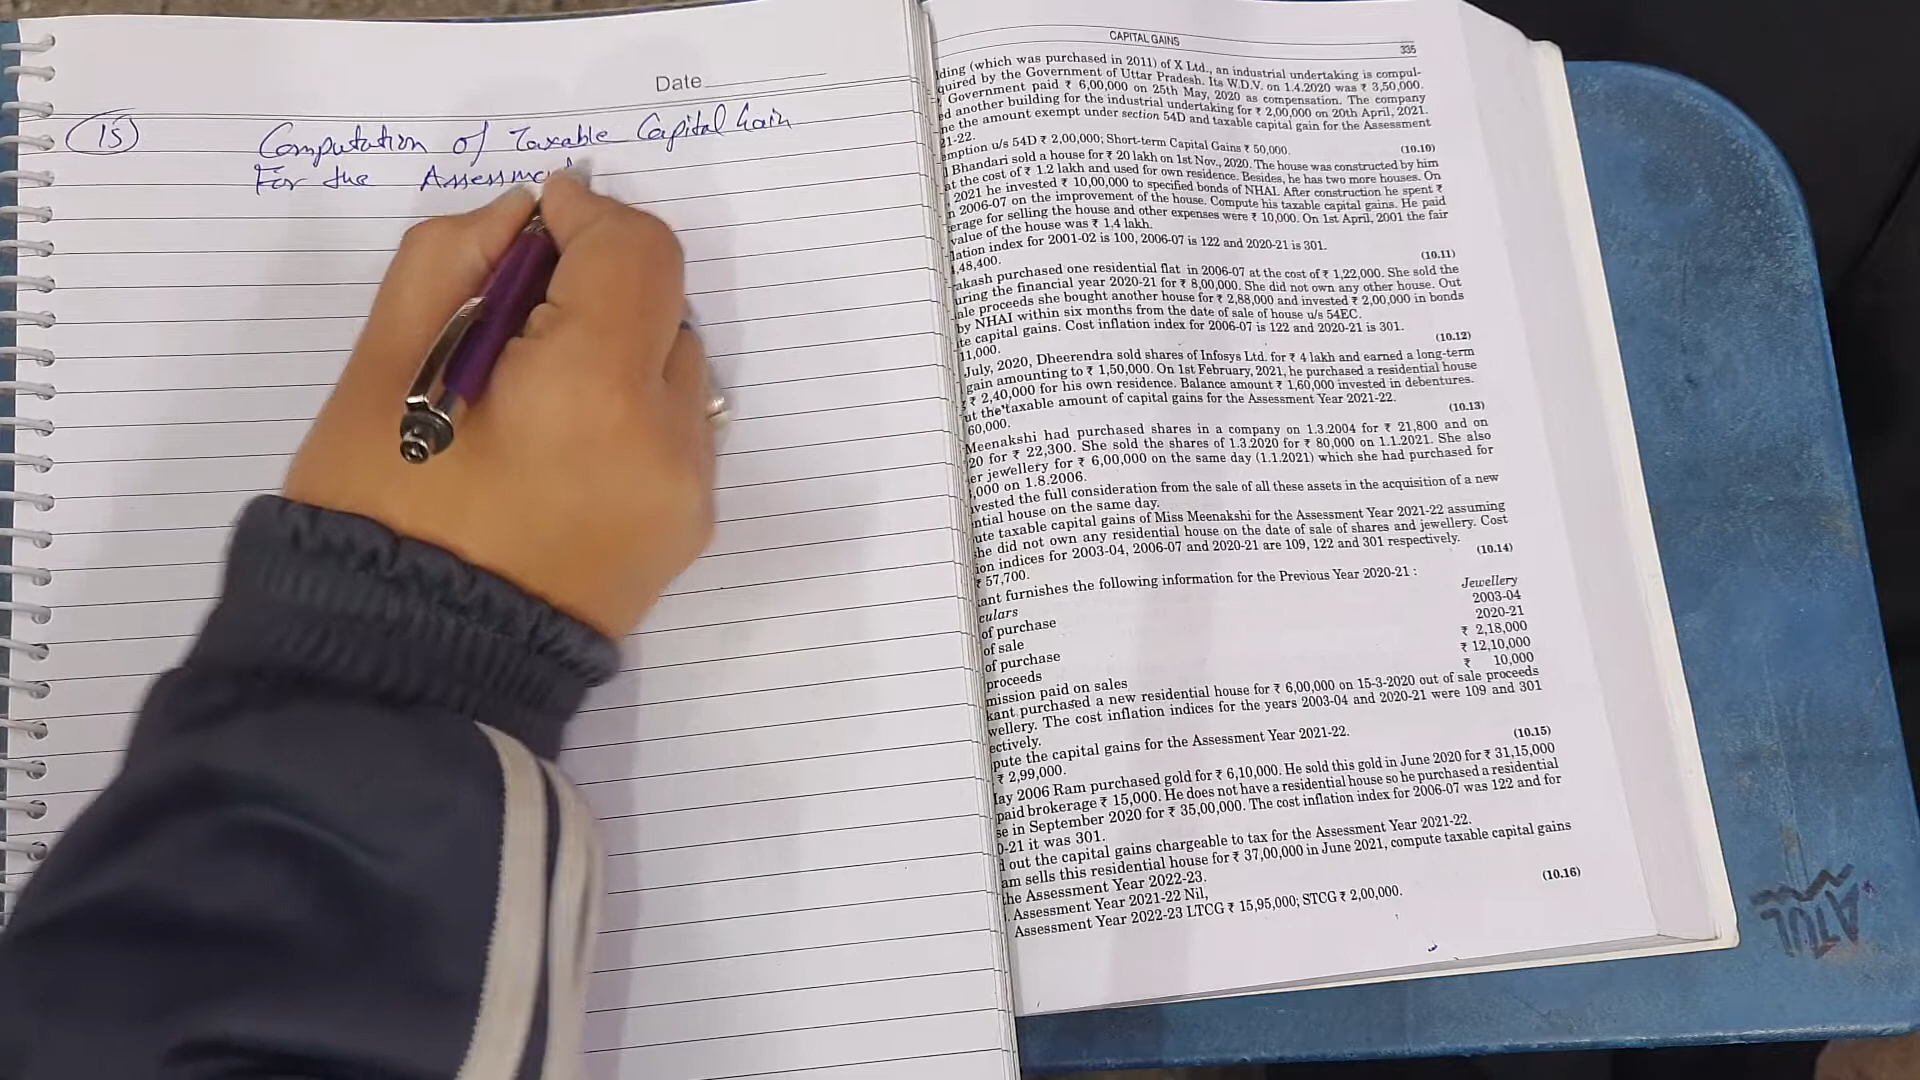 Date
15
Computation of Taxable Capital Gain
For the Assessment
CAPITAL GAINS
335
ding (which was purchased in 2011) of X Ltd., an industrial undertaking is compul-
quired by the Government of Uttar Pradesh. Its W.D.V. on 1.4.2020 was ₹ 3,50,000.
Government paid ₹ 6,00,000 on 25th May, 2020 as compensation. The company
ed another building for the industrial undertaking for ₹ 2,00,000 on 20th April, 2021.
ne the amount exempt under section 54D and taxable capital gain for the Assessment
21-22.
emption u/s 54D ₹ 2,00,000; Short-term Capital Gains ₹ 50,000.
(10.10)
Bhandari sold a house for ₹ 20 lakh on 1st Nov., 2020. The house was constructed by him
at the cost of ₹ 1.2 lakh and used for own residence. Besides, he has two more houses. On
2021 he invested ₹ 10,00,000 to specified bonds of NHAI. After construction he spent ₹
n 2006-07 on the improvement of the house. Compute his taxable capital gains. He paid
erage for selling the house and other expenses were ₹ 10,000. On 1st April, 2001 the fair
value of the house was ₹ 1.4 lakh.
lation index for 2001-02 is 100, 2006-07 is 122 and 2020-21 is 301.
,48,400.
(10.11)
akash purchased one residential flat in 2006-07 at the cost of ₹ 1,22,000. She sold the
uring the financial year 2020-21 for ₹ 8,00,000. She did not own any other house. Out
ale proceeds she bought another house for ₹ 2,88,000 and invested ₹ 2,00,000 in bonds
by NHAI within six months from the date of sale of house u/s 54EC.
te capital gains. Cost inflation index for 2006-07 is 122 and 2020-21 is 301.
11,000.
(10.12)
July, 2020, Dheerendra sold shares of Infosys Ltd. for ₹ 4 lakh and earned a long-term
gain amounting to ₹ 1,50,000. On 1st February, 2021, he purchased a residential house
₹ 2,40,000 for his own residence. Balance amount ₹ 1,60,000 invested in debentures.
ut the taxable amount of capital gains for the Assessment Year 2021-22.
60,000.
(10.13)
Meenakshi had purchased shares in a company on 1.3.2004 for ₹ 21,800 and on
20 for ₹ 22,300. She sold the shares of 1.3.2020 for ₹ 80,000 on 1.1.2021. She also
er jewellery for ₹ 6,00,000 on the same day (1.1.2021) which she had purchased for
,000 on 1.8.2006.
vested the full consideration from the sale of all these assets in the acquisition of a new
ntial house on the same day.
ute taxable capital gains of Miss Meenakshi for the Assessment Year 2021-22 assuming
he did not own any residential house on the date of sale of shares and jewellery. Cost
ion indices for 2003-04, 2006-07 and 2020-21 are 109, 122 and 301 respectively.
₹ 57,700.
(10.14)
ant furnishes the following information for the Previous Year 2020-21 :
culars
Jewellery
of purchase
2003-04
of sale
2020-21
of purchase
₹ 2,18,000
proceeds
₹ 12,10,000
mission paid on sales
₹ 10,000
kant purchased a new residential house for ₹ 6,00,000 on 15-3-2020 out of sale proceeds
wellery. The cost inflation indices for the years 2003-04 and 2020-21 were 109 and 301
ectively.
pute the capital gains for the Assessment Year 2021-22.
₹ 2,99,000.
(10.15)
ay 2006 Ram purchased gold for ₹ 6,10,000. He sold this gold in June 2020 for ₹ 31,15,000
paid brokerage ₹ 15,000. He does not have a residential house so he purchased a residential
se in September 2020 for ₹ 35,00,000. The cost inflation index for 2006-07 was 122 and for
0-21 it was 301.
d out the capital gains chargeable to tax for the Assessment Year 2021-22.
am sells this residential house for ₹ 37,00,000 in June 2021, compute taxable capital gains
the Assessment Year 2022-23.
. Assessment Year 2021-22 Nil,
(10.16)
Assessment Year 2022-23 LTCG ₹ 15,95,000; STCG ₹ 2,00,000.
ATUL